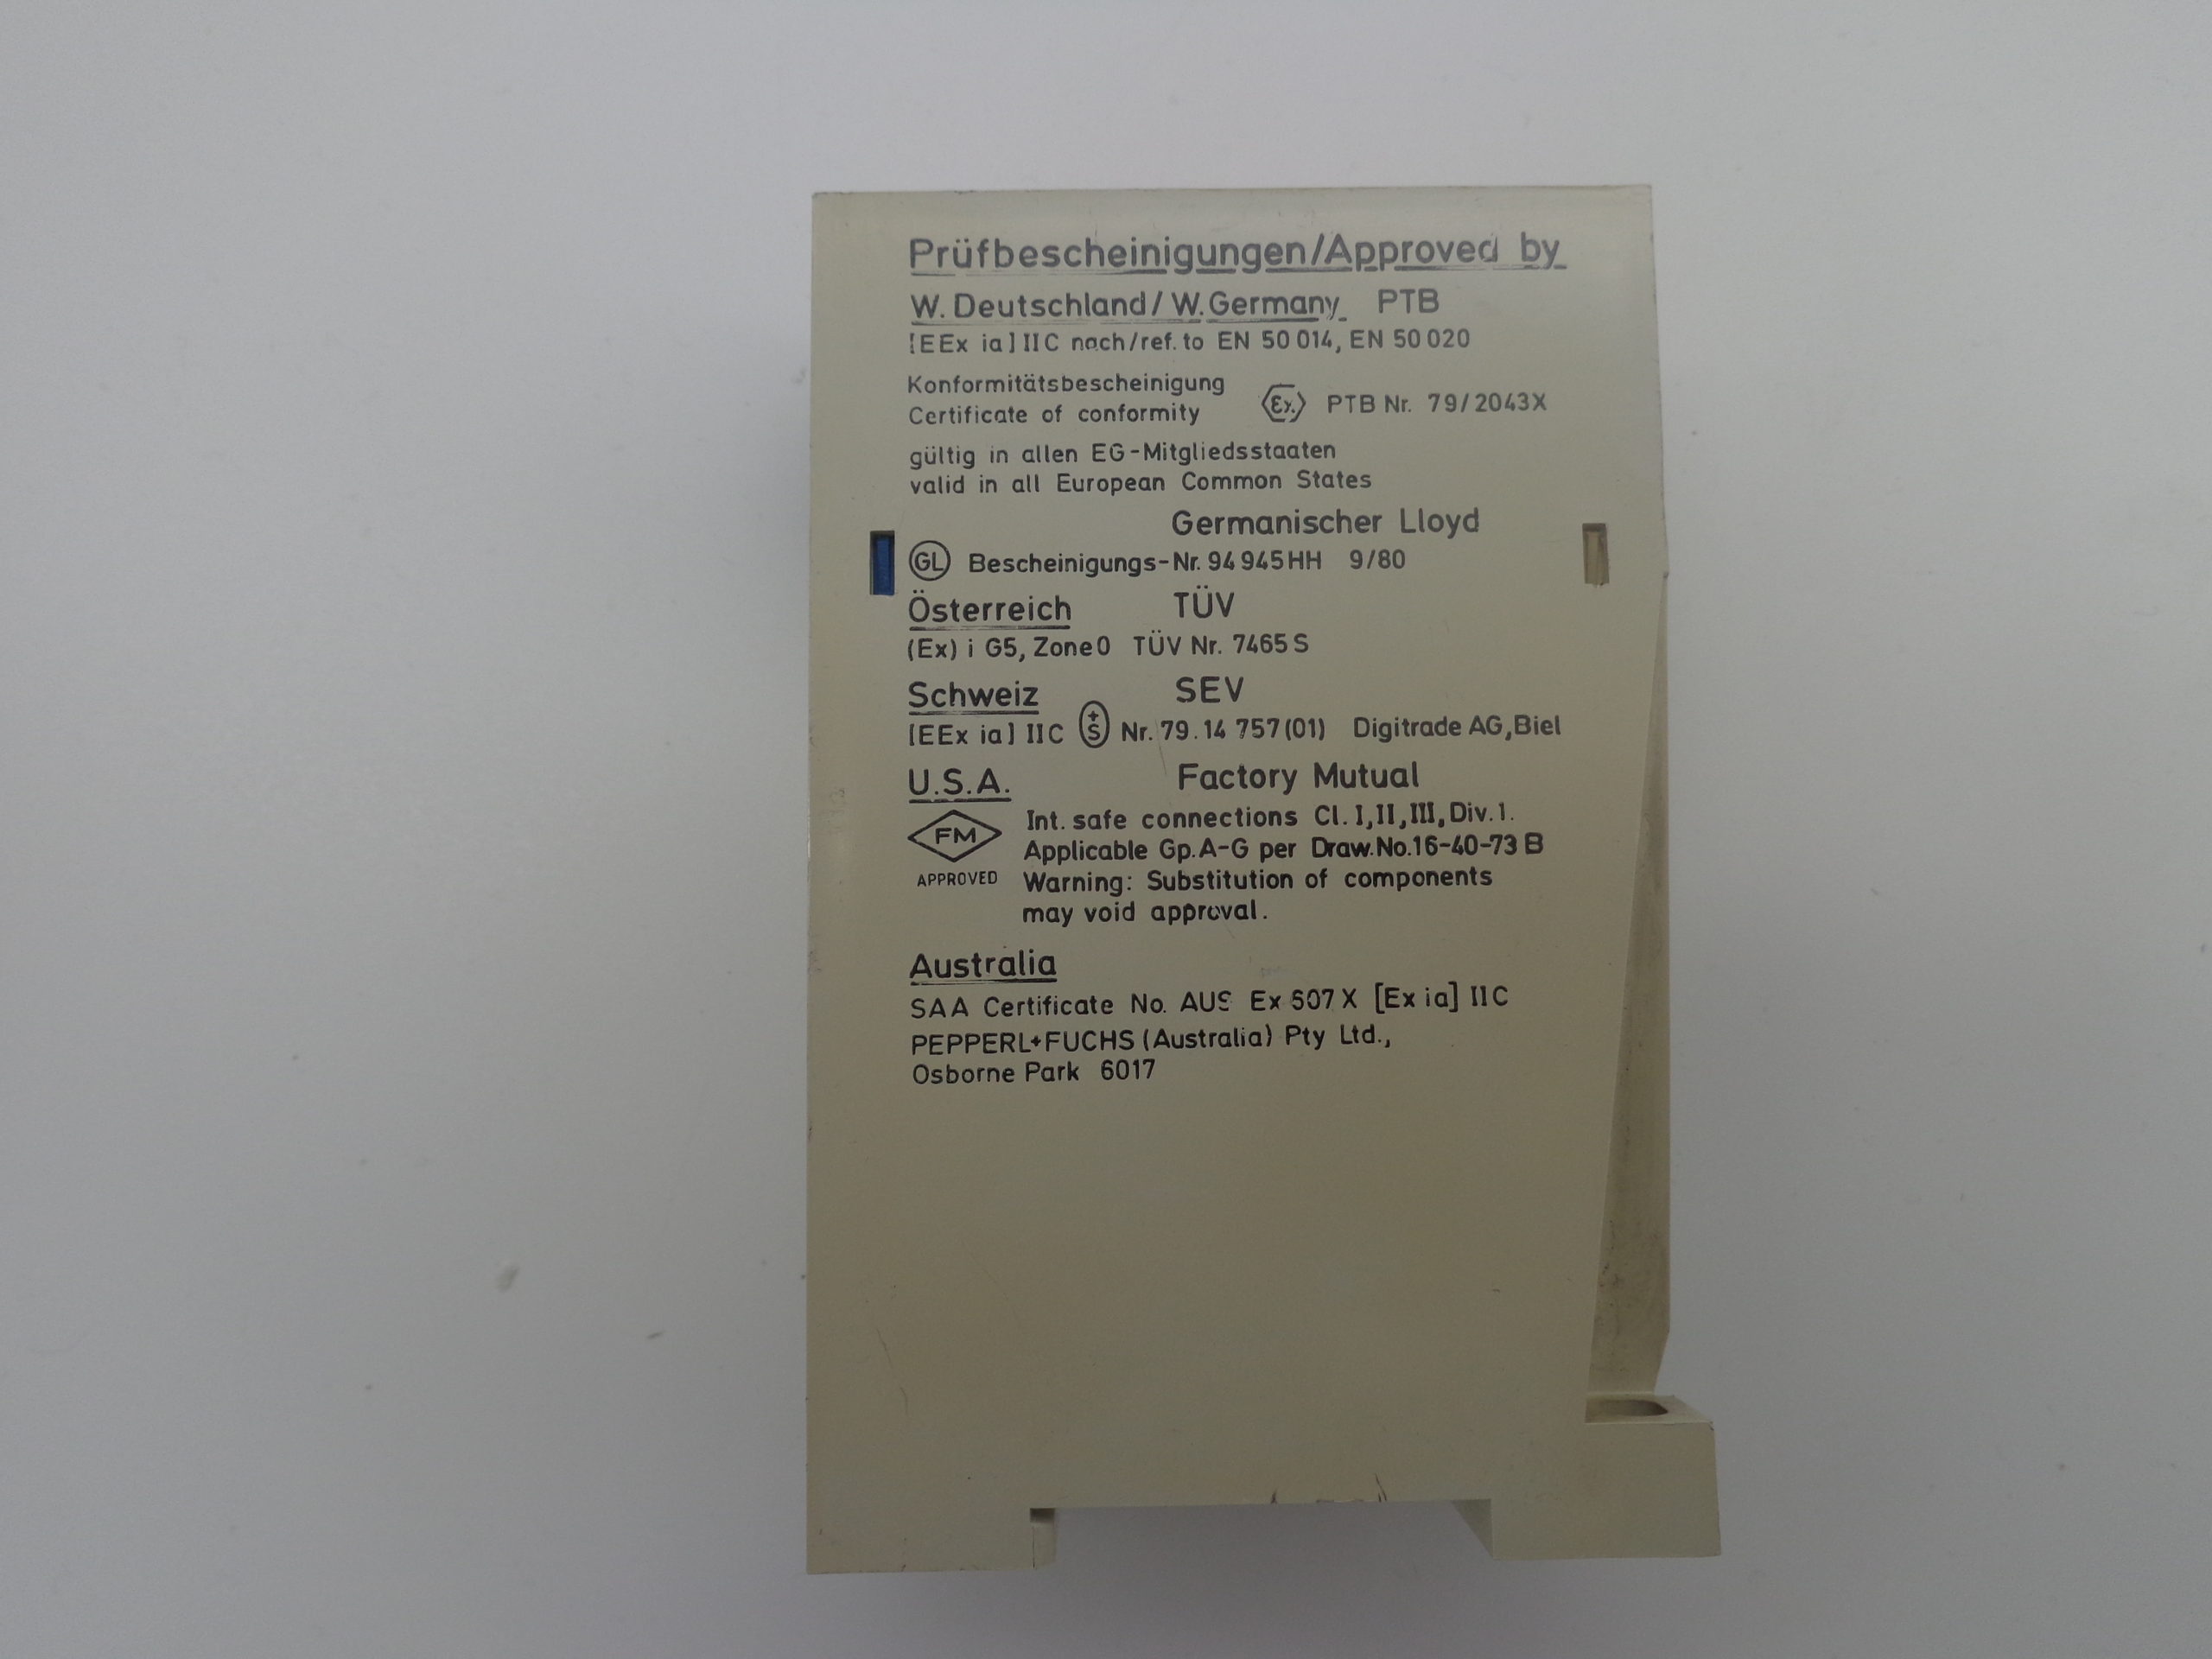 Prüfbescheinigungen/Approved by
W. Deutschland/W. Germany PTB
[EEx ia] IIC nach/ref. to EN 50 014, EN 50 020
Konformitätsbescheinigung
Certificate of conformity
Ex PTB Nr. 79/2043X
gültig in allen EG-Mitgliedsstaaten
valid in all European Common States
Germanischer Lloyd
GL Bescheinigungs-Nr. 94 945 HH 9/80
Österreich TÜV
(Ex) i G5, Zone 0 TÜV Nr. 7465 S
Schweiz SEV
[EEx ia] IIC +S Nr. 79.14 757 (01) Digitrade AG, Biel
U.S.A. Factory Mutual
FM APPROVED
Int. safe connections Cl. I, II, III, Div. 1.
Applicable Gp. A-G per Draw. No. 16-40-73 B
Warning: Substitution of components
may void approval.
Australia
SAA Certificate No. AUS Ex 607 X [Ex ia] IIC
PEPPERL+FUCHS (Australia) Pty Ltd.,
Osborne Park 6017